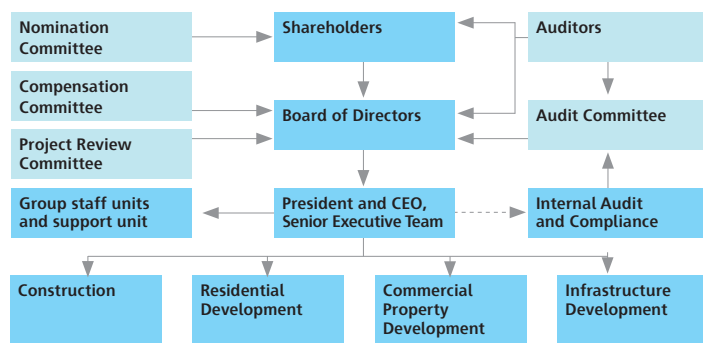 Nomination
Committee
Shareholders
Auditors
Compensation
Committee
Board of Directors
Audit Committee
Project Review
Committee
Group staff units
and support unit
President and CEO,
Senior Executive Team
Internal Audit
and Compliance
Construction
Residential
Development
Commercial
Property
Development
Infrastructure
Development